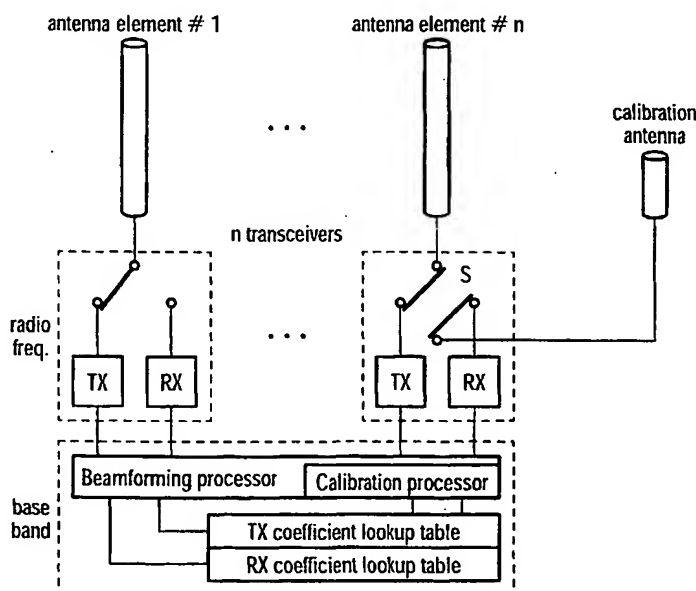 antenna element # 1
antenna element # n
. . .
calibration
antenna
n transceivers
S
radio
freq.
. . .
TX
RX
TX
RX
Beamforming processor
Calibration processor
base
band
TX coefficient lookup table
RX coefficient lookup table